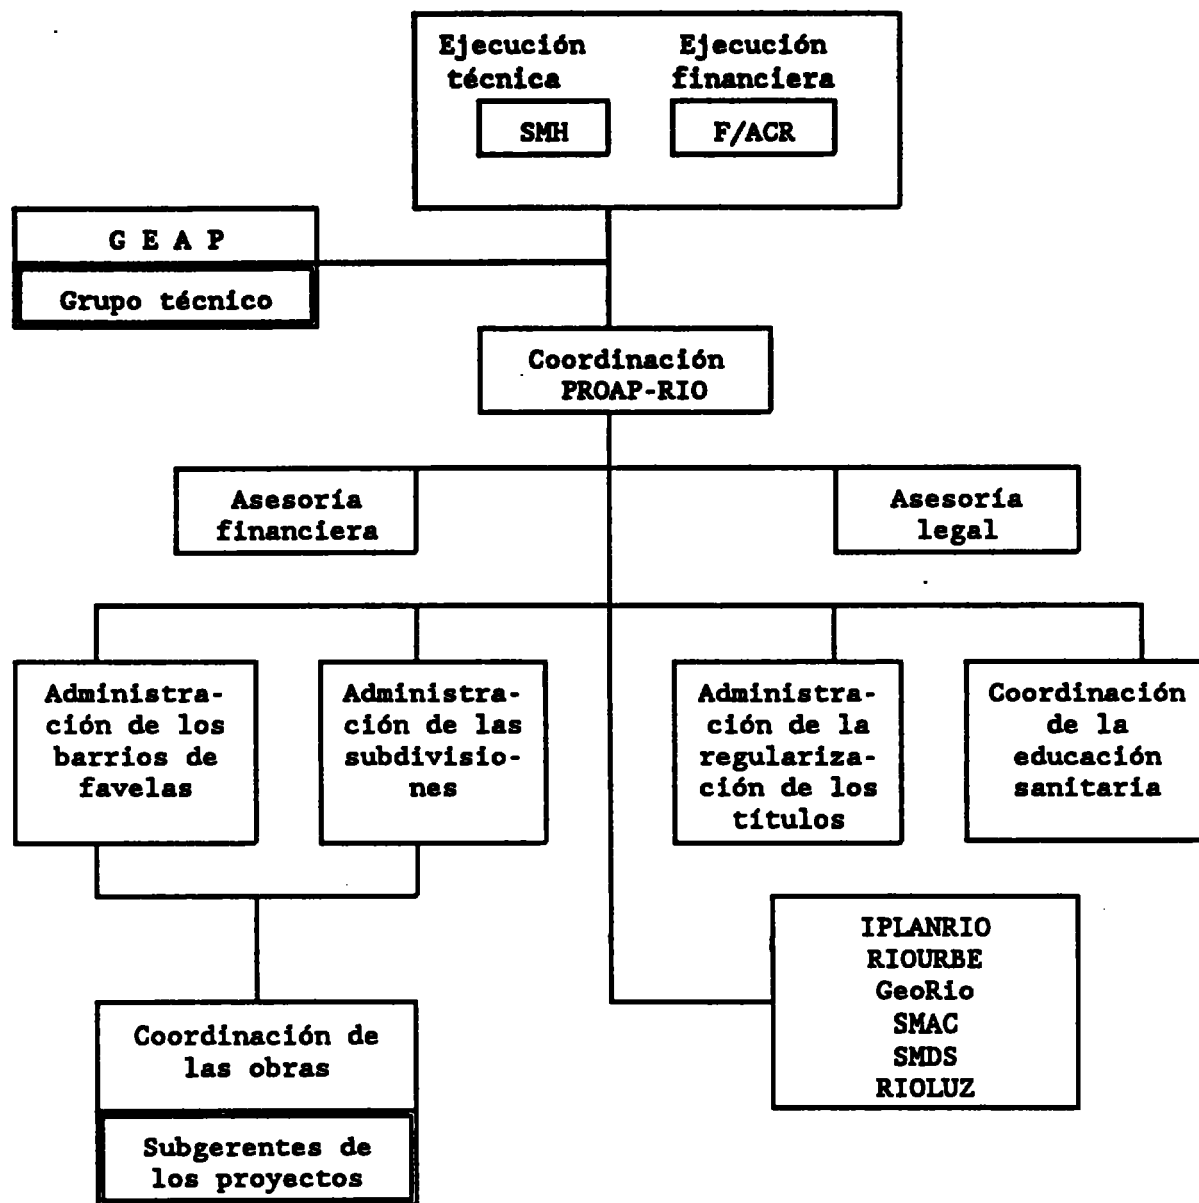 Ejecución técnica
SMH
Ejecución financiera
F/ACR
G E A P
Grupo técnico
Coordinación
PROAP-RIO
Asesoría
financiera
Asesoría
legal
Administra-
ción de los
barrios de
favelas
Administra-
ción de las
subdivisio-
nes
Administra-
ción de la
regulariza-
ción de los
títulos
Coordinación
de la
educación
sanitaria
IPLANRIO
RIOURBE
GeoRio
SMAC
SMDS
RIOLUZ
Coordinación de
las obras
Subgerentes de
los proyectos